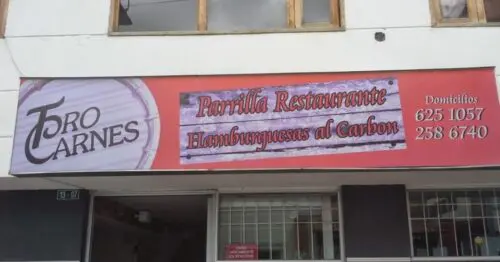 TORO
CARNES
Parrilla Restaurante
Hamburguesas al Carbon
Domicilios
625 1057
258 6740